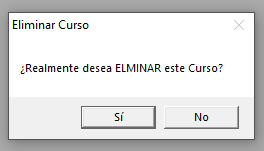 Eliminar Curso
¿Realmente desea ELMINAR este Curso?
Sí
No